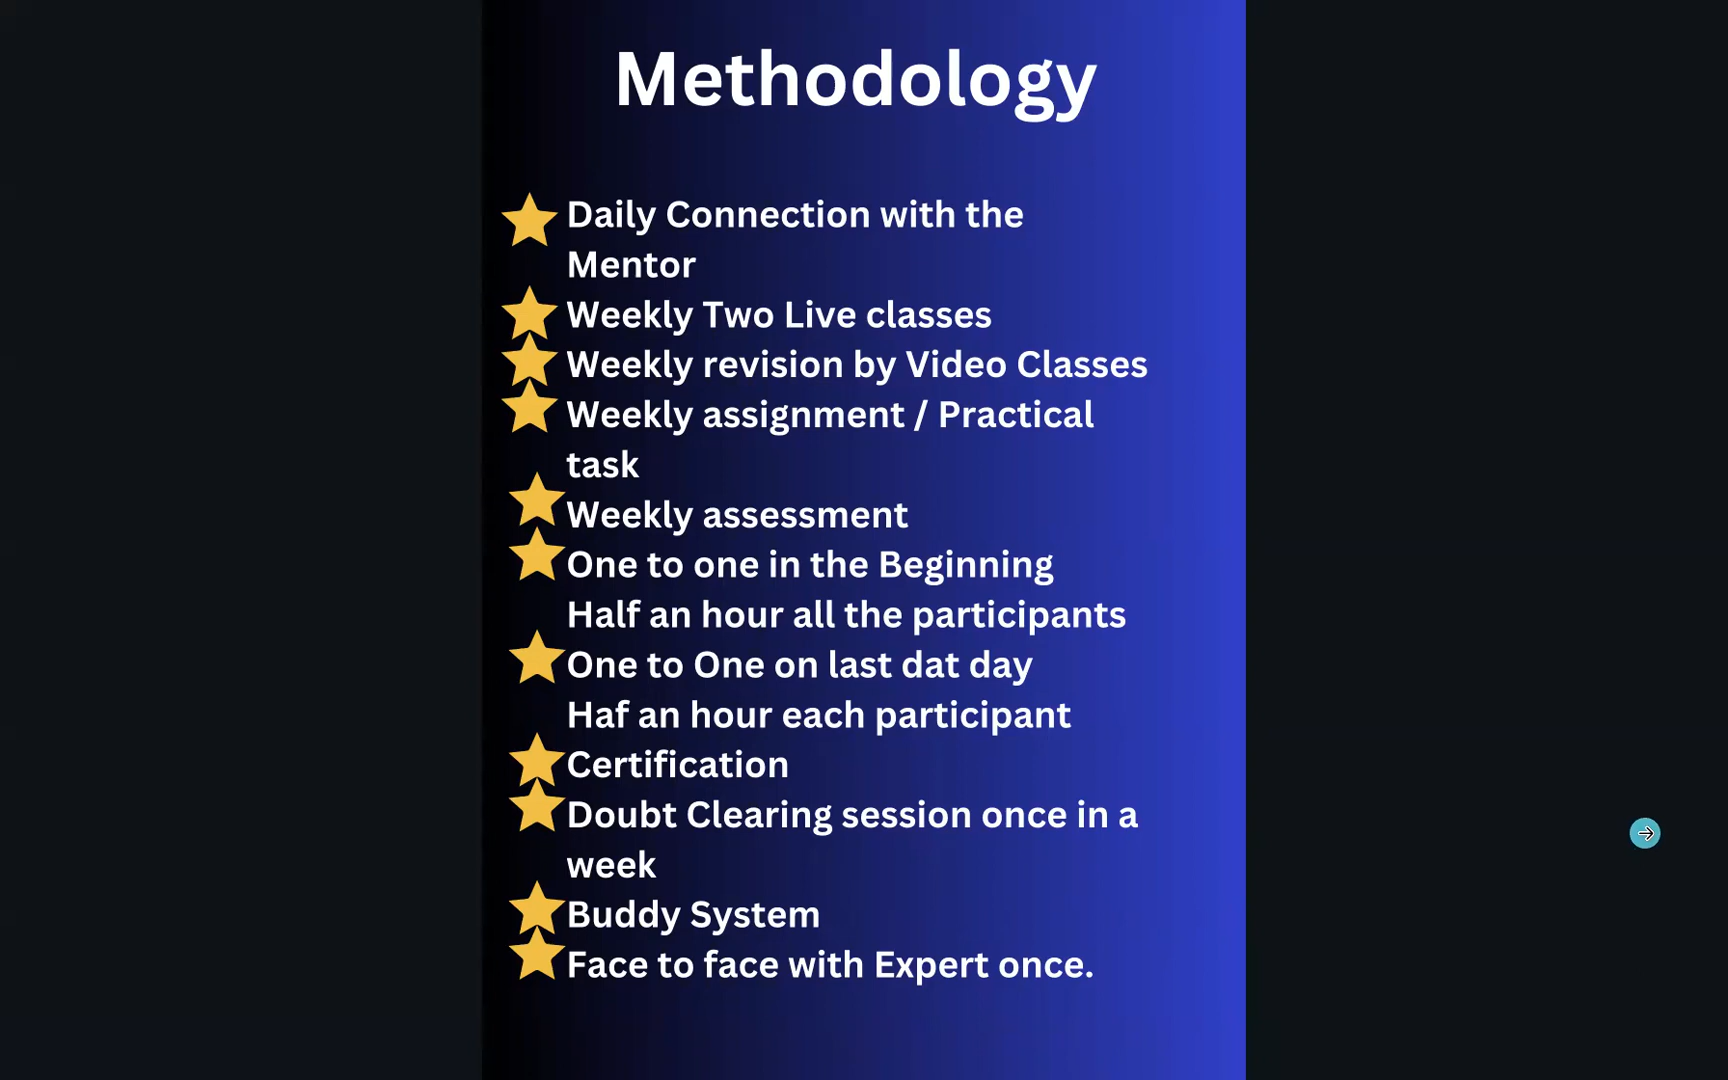 Methodology
Daily Connection with the
Mentor
Weekly Two Live classes
Weekly revision by Video Classes
Weekly assignment / Practical
task
Weekly assessment
One to one in the Beginning
Half an hour all the participants
One to One on last dat day
Haf an hour each participant
Certification
Doubt Clearing session once in a
week
Buddy System
Face to face with Expert once.